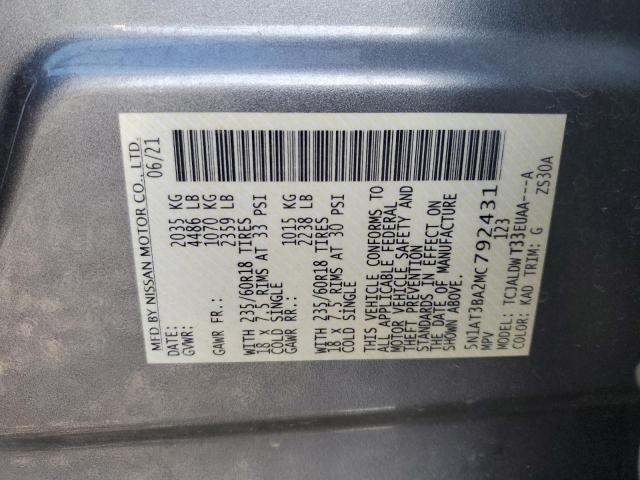 MFD BY NISSAN MOTOR CO., LTD.
DATE: 06/21
GVWR: 2035 KG
4486 LB
GAWR FR.: 1070 KG
2359 LB
WITH 235/60R18 TIRES
18 X 7.5J RIMS AT 33 PSI
COLD SINGLE
GAWR RR.: 1015 KG
2238 LB
WITH 235/60R18 TIRES
18 X 7.5J RIMS AT 30 PSI
COLD SINGLE
THIS VEHICLE CONFORMS TO
ALL APPLICABLE FEDERAL
MOTOR VEHICLE SAFETY AND
THEFT PREVENTION
STANDARDS IN EFFECT ON
THE DATE OF MANUFACTURE
SHOWN ABOVE.
5N1AT3BA2MC792431
MPV 123
MODEL: TCJALDWT33EUAA---A
COLOR: KAD TRIM: G ZS30A